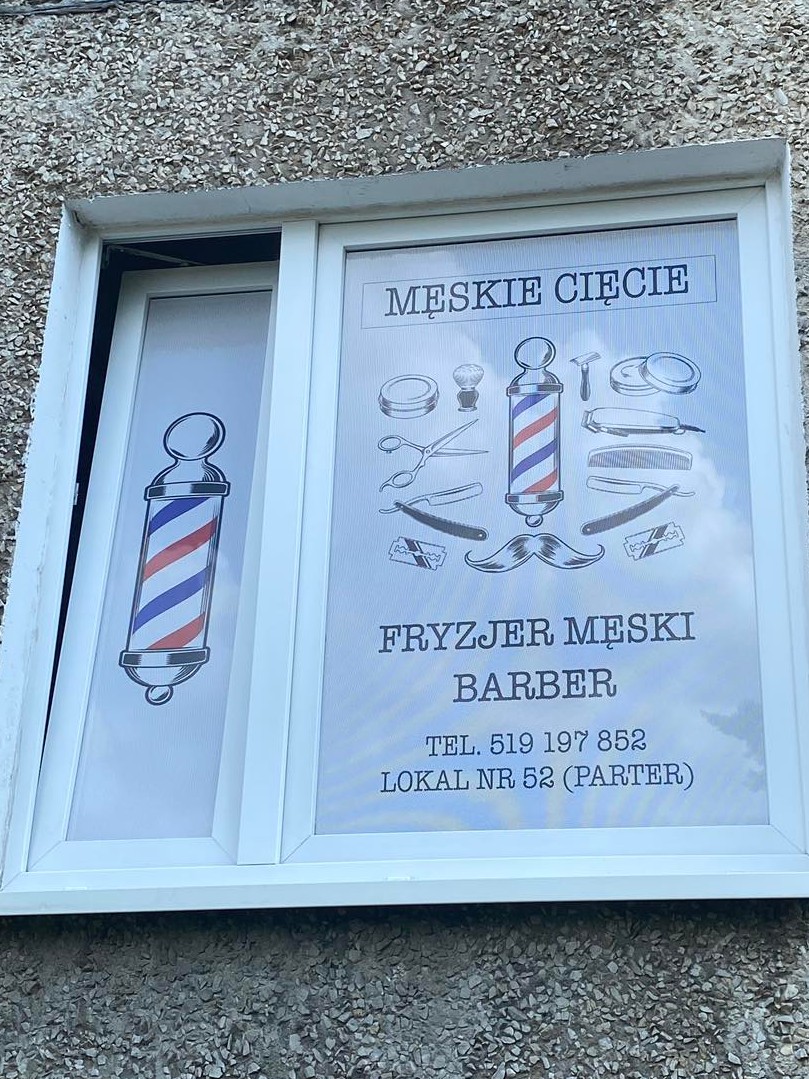 MĘSKIE CIĘCIE
FRYZJER MĘSKI
BARBER
TEL. 519 197 852
LOKAL NR 52 (PARTER)